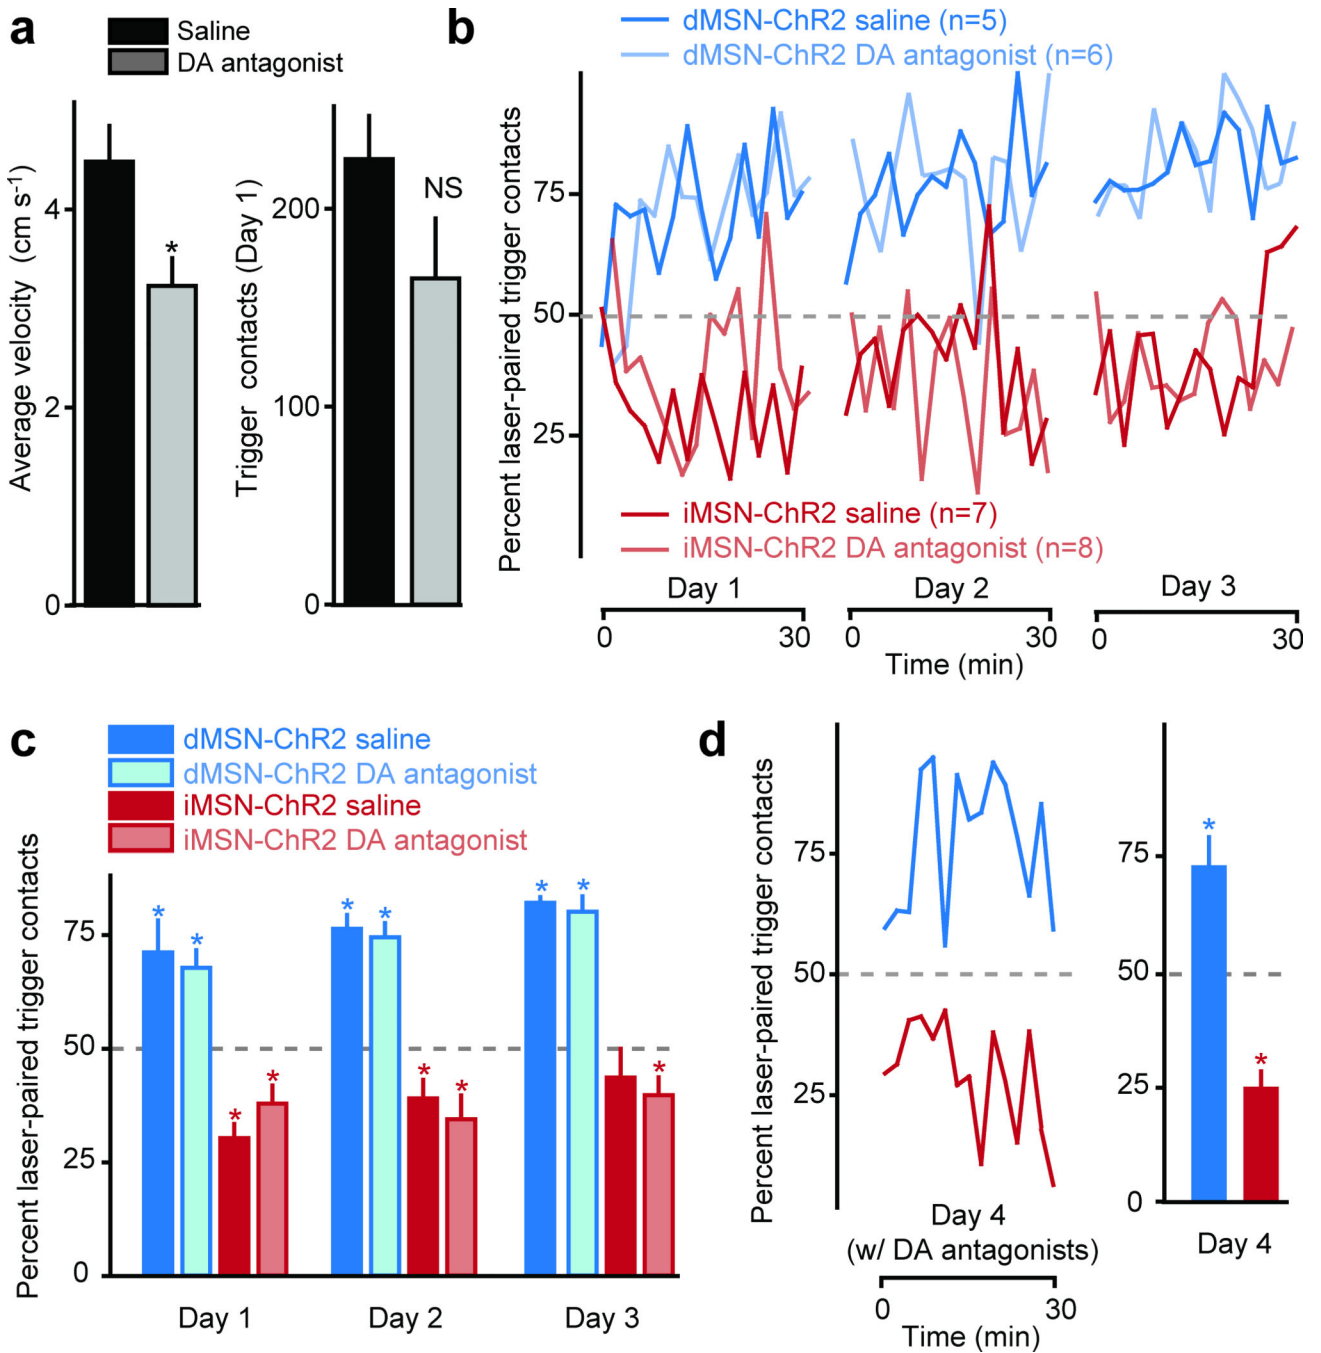 a
Saline
DA antagonist
Average velocity (cm s-1)
4
2
0
*
Trigger contacts (Day 1)
200
100
0
NS
b
dMSN-ChR2 saline (n=5)
dMSN-ChR2 DA antagonist (n=6)
Percent laser-paired trigger contacts
75
50
25
iMSN-ChR2 saline (n=7)
iMSN-ChR2 DA antagonist (n=8)
Day 1
Day 2
Day 3
0
30
0
30
0
30
Time (min)
c
dMSN-ChR2 saline
dMSN-ChR2 DA antagonist
iMSN-ChR2 saline
iMSN-ChR2 DA antagonist
Percent laser-paired trigger contacts
75
50
25
0
* * * *
* * * *
* * *
Day 1
Day 2
Day 3
d
Percent laser-paired trigger contacts
75
50
25
Day 4
(w/ DA antagonists)
0
30
Time (min)
75
50
25
0
*
*
Day 4